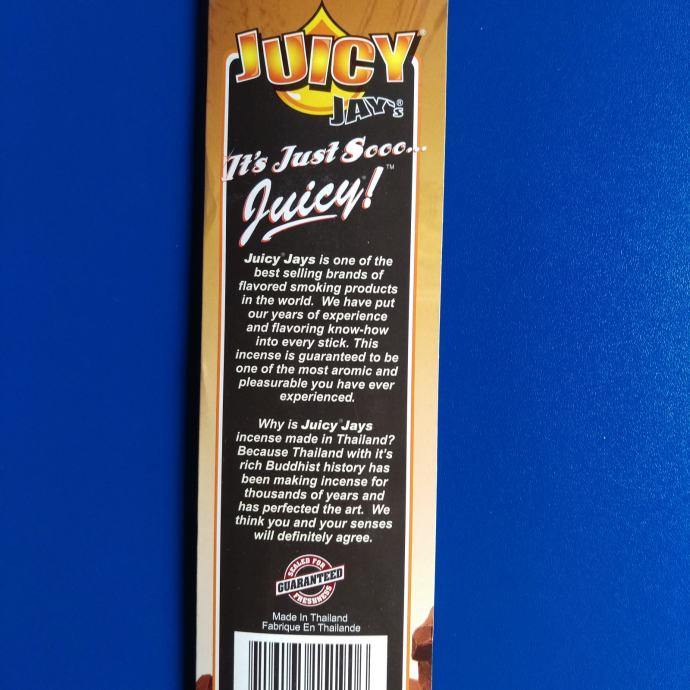 JUICY®
JAY's®
It's Just Sooo...
Juicy!™
Juicy® Jays is one of the
best selling brands of
flavored smoking products
in the world. We have put
our years of experience
and flavoring know-how
into every stick. This
incense is guaranteed to be
one of the most aromic and
pleasurable you have ever
experienced.
Why is Juicy® Jays
incense made in Thailand?
Because Thailand with it's
rich Buddhist history has
been making incense for
thousands of years and
has perfected the art. We
think you and your senses
will definitely agree.
SEALED FOR
GUARANTEED
FRESHNESS
Made In Thailand
Fabrique En Thailande